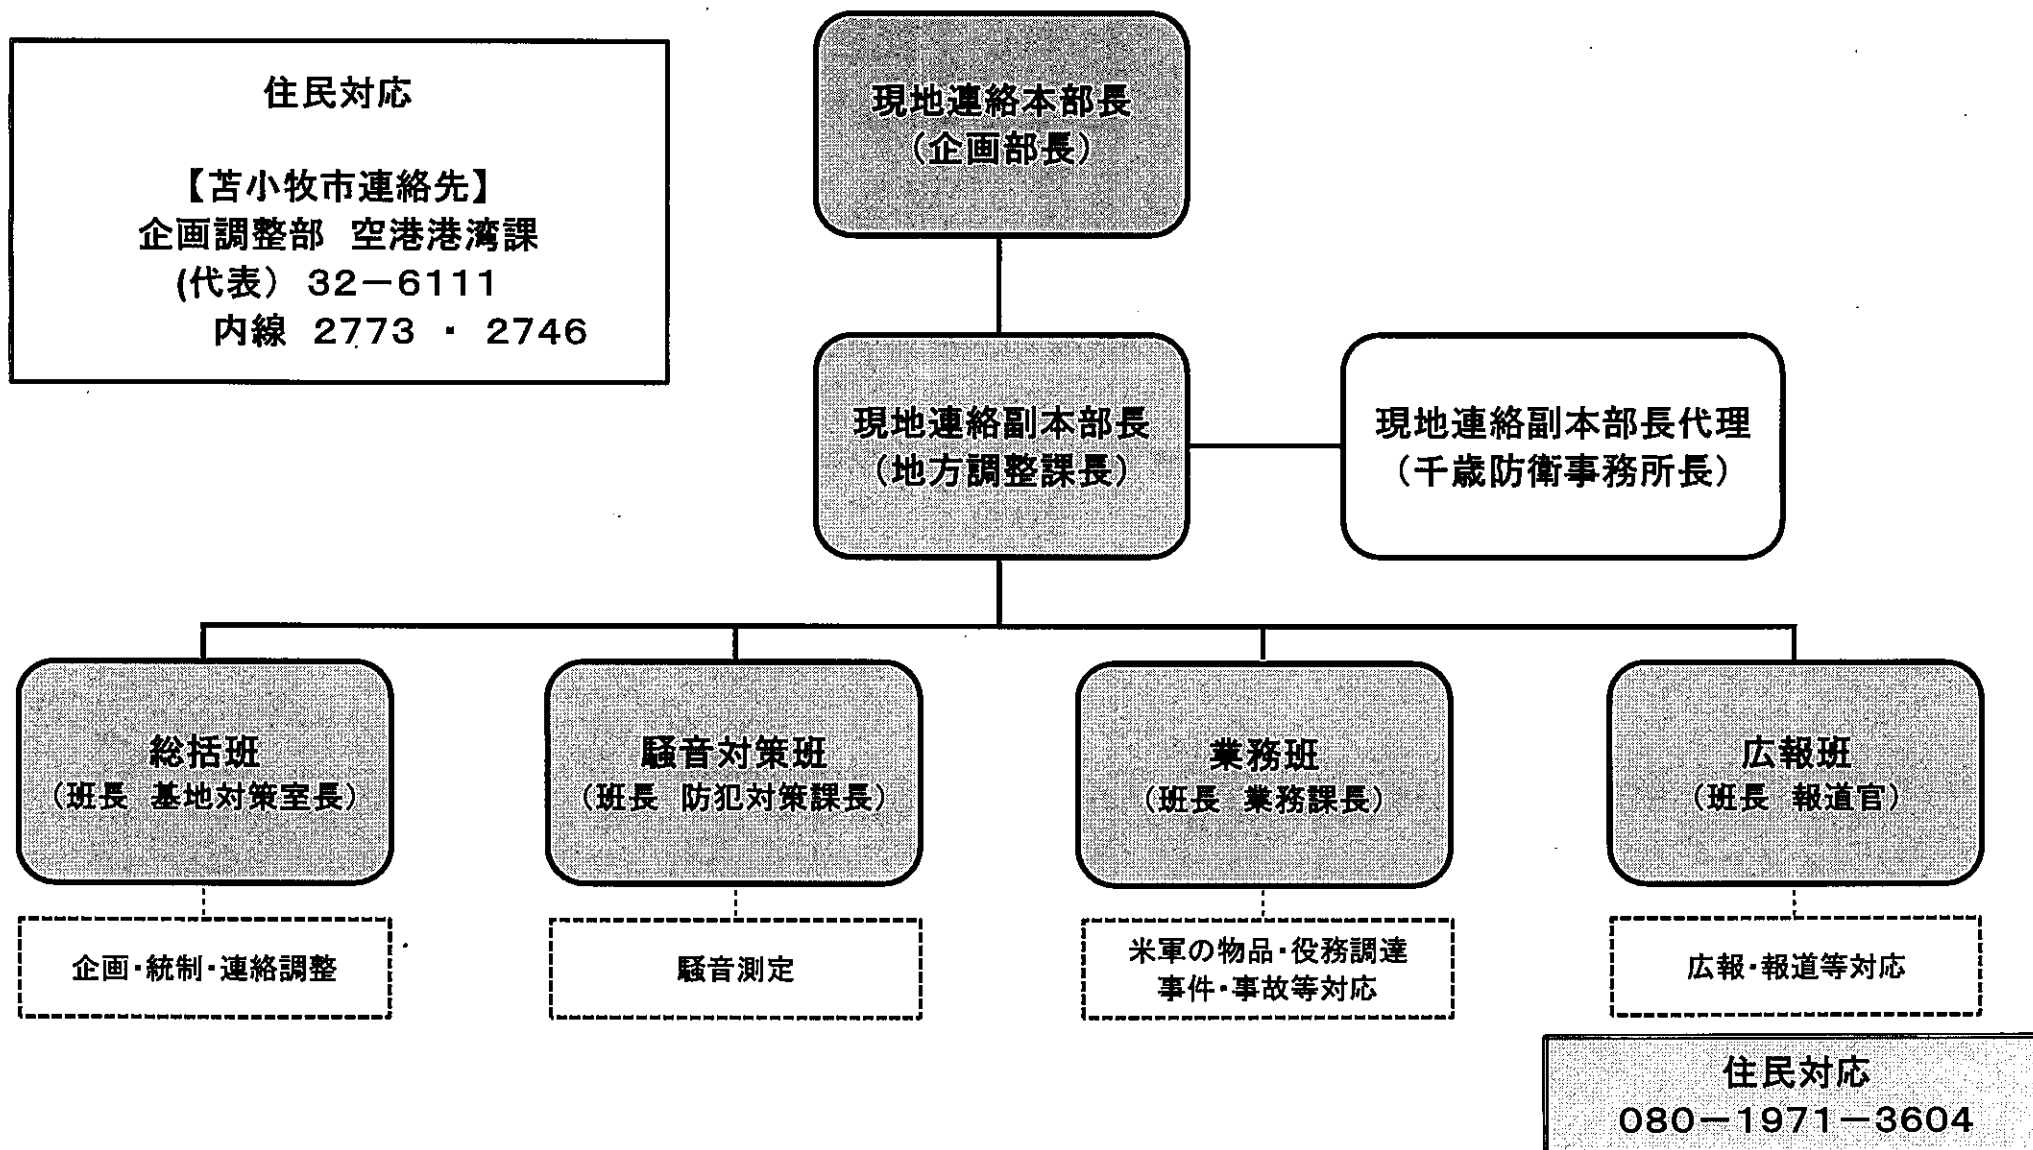 住民対応
【苫小牧市連絡先】
企画調整部 空港港湾課
(代表) 32－6111
内線 2773 ・ 2746
現地連絡本部長
(企画部長)
現地連絡副本部長
(地方調整課長)
現地連絡副本部長代理
(千歳防衛事務所長)
総括班
(班長 基地対策室長)
企画・統制・連絡調整
騒音対策班
(班長 防犯対策課長)
騒音測定
業務班
(班長 業務課長)
米軍の物品・役務調達
事件・事故等対応
広報班
(班長 報道官)
広報・報道等対応
住民対応
080－1971－3604